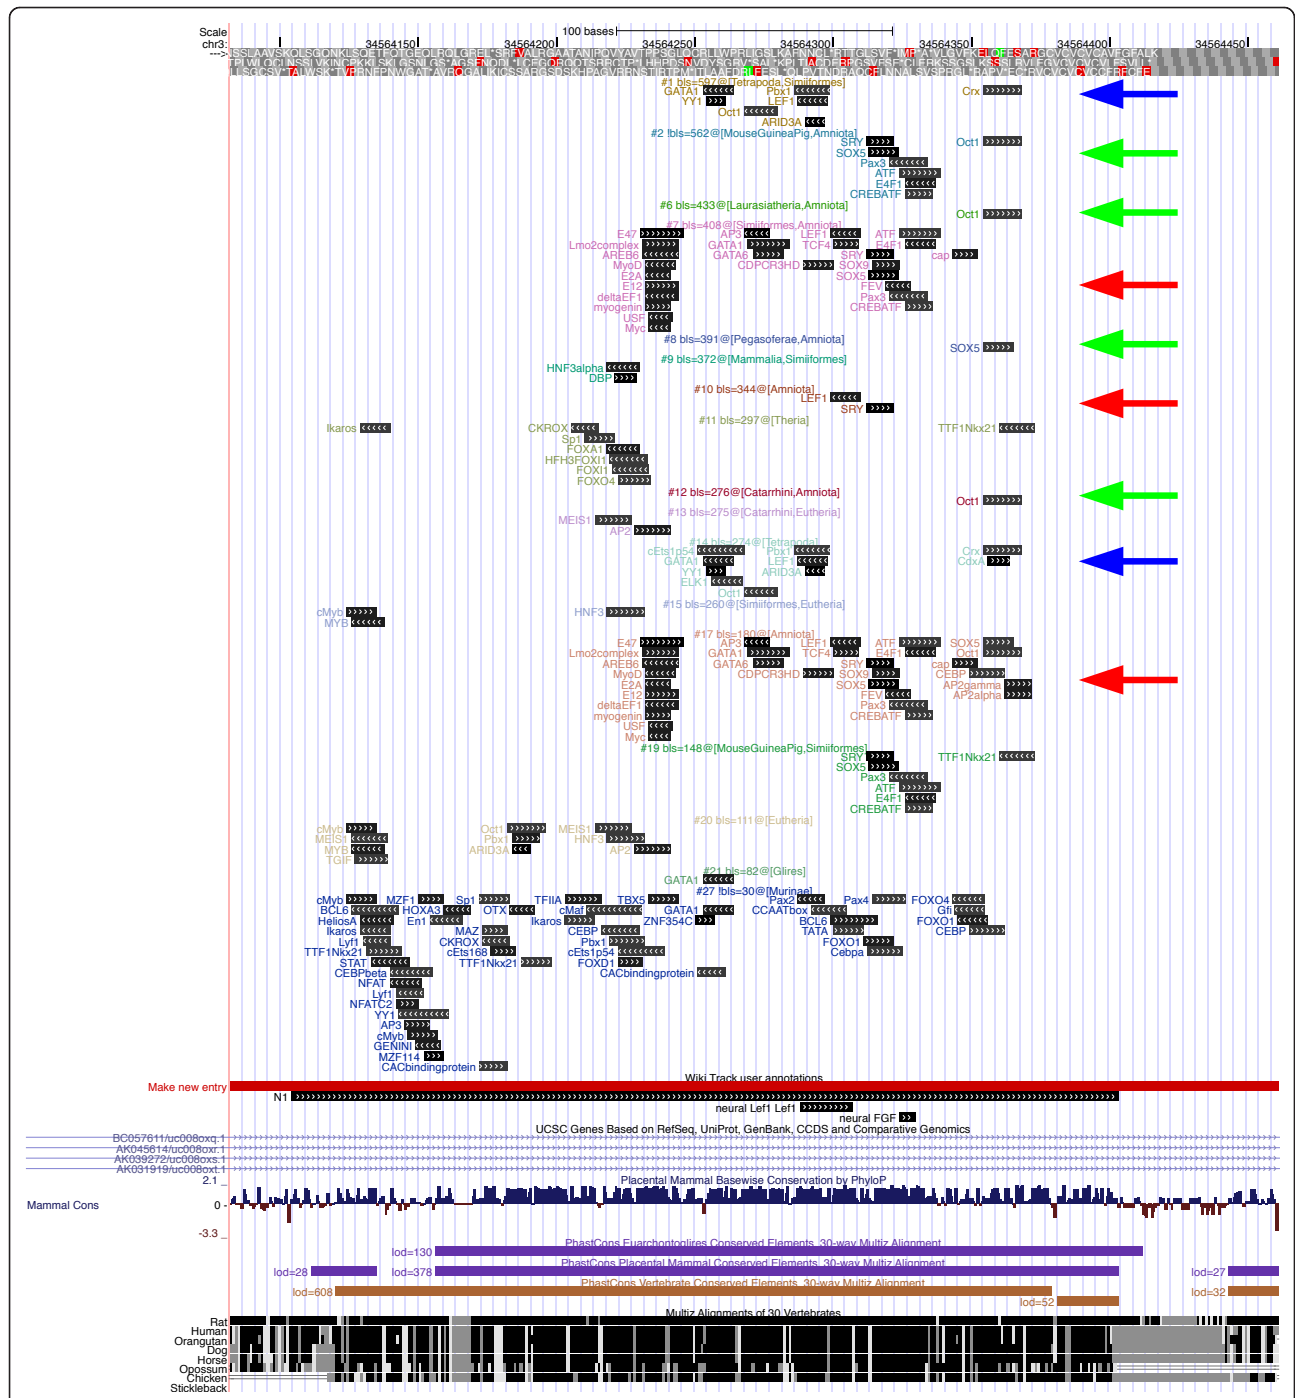 Scale 100 bases
chr3: 34564150 34564200 34564250 34564300 34564350 34564400 34564450
--->
#1 bls=597@[Tetrapoda,Simiiformes]
GATA1 Pbx1 Crx
YY1 LEF1
Oct1
ARID3A
#2 !bls=562@[MouseGuineaPig,Amniota]
SRY Oct1
SOX5
Pax3
ATF
E4F1
CREBATF
#6 bls=433@[Laurasiatheria,Amniota]
Oct1
#7 bls=408@[Simiiformes,Amniota]
E47 AP3 LEF1 ATF
Lmo2complex GATA1 TCF4 E4F1
AREB6 GATA6 SRY cap
MyoD CDPCR3HD SOX9
E2A SOX5
E12 FEV
deltaEF1 Pax3
myogenin CREBATF
USF
Myc
#8 bls=391@[Pegasoferae,Amniota]
SOX5
#9 bls=372@[Mammalia,Simiiformes]
HNF3alpha
DBP
#10 bls=344@[Amniota]
LEF1
SRY
#11 bls=297@[Theria]
Ikaros CKROX TTF1Nkx21
Sp1
FOXA1
HFH3FOXI1
FOXI1
FOXO4
#12 bls=276@[Catarrhini,Amniota]
Oct1
#13 bls=275@[Catarrhini,Eutheria]
MEIS1
AP2
#14 bls=274@[Tetrapoda]
cEts1p54 Pbx1 Crx
GATA1 LEF1 CdxA
YY1 ARID3A
ELK1
Oct1
#15 bls=260@[Simiiformes,Eutheria]
cMyb HNF3
MYB
#17 bls=180@[Amniota]
E47 AP3 LEF1 ATF SOX5
Lmo2complex GATA1 TCF4 E4F1 Oct1
AREB6 GATA6 SRY cap
MyoD CDPCR3HD SOX9 CEBP
E2A SOX5 AP2gamma
E12 FEV AP2alpha
deltaEF1 Pax3
myogenin CREBATF
USF
Myc
#19 bls=148@[MouseGuineaPig,Simiiformes]
SRY TTF1Nkx21
SOX5
Pax3
ATF
E4F1
CREBATF
#20 bls=111@[Eutheria]
cMyb Oct1 MEIS1
MEIS1 Pbx1 HNF3
MYB ARID3A AP2
TGIF
#21 bls=82@[Glires]
GATA1
#27 !bls=30@[Murinae]
cMyb MZF1 Sp1 TFIIA TBX5 Pax2 Pax4 FOXO4
BCL6 HOXA3 OTX cMaf GATA1 CCAATbox Gfi
HeliosA En1 Ikaros ZNF354C BCL6 FOXO1
Ikaros MAZ CEBP TATA CEBP
Lyf1 CKROX Pbx1 FOXO1
TTF1Nkx21 cEts168 cEts1p54 Cebpa
STAT TTF1Nkx21 FOXD1
CEBPbeta CACbindingprotein
NFAT
Lyf1
NFATC2
YY1
AP3
cMyb
GENINI
MZF114
CACbindingprotein
Wiki Track user annotations
Make new entry
N1
neural Lef1 Lef1
neural FGF
UCSC Genes Based on RefSeq, UniProt, GenBank, CCDS and Comparative Genomics
BC057611/uc008oxq.1
AK045614/uc008oxr.1
AK039272/uc008oxs.1
AK031919/uc008oxt.1
2.1 _ Placental Mammal Basewise Conservation by PhyloP
Mammal Cons 0 -
-3.3 _
PhastCons Euarchontoglires Conserved Elements, 30-way Multiz Alignment
lod=130
PhastCons Placental Mammal Conserved Elements, 30-way Multiz Alignment
lod=28 lod=378 lod=27
PhastCons Vertebrate Conserved Elements, 30-way Multiz Alignment
lod=608 lod=32
lod=52
Multiz Alignments of 30 Vertebrates
Rat
Human
Orangutan
Dog
Horse
Opossum
Chicken
Stickleback